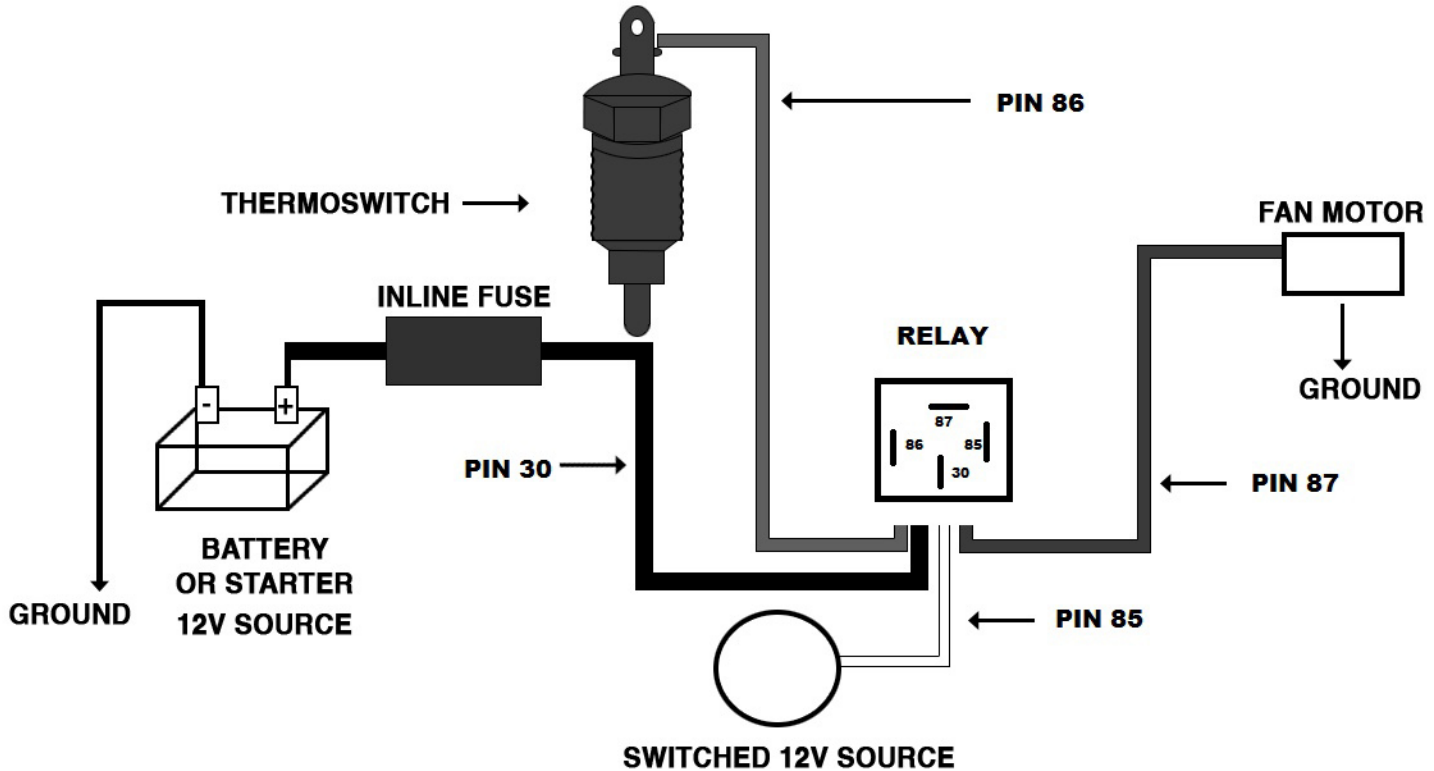 PIN 86
THERMOSWITCH
FAN MOTOR
INLINE FUSE
RELAY
GROUND
- +
87
86 85
30
PIN 30
PIN 87
BATTERY
OR STARTER
12V SOURCE
GROUND
PIN 85
SWITCHED 12V SOURCE